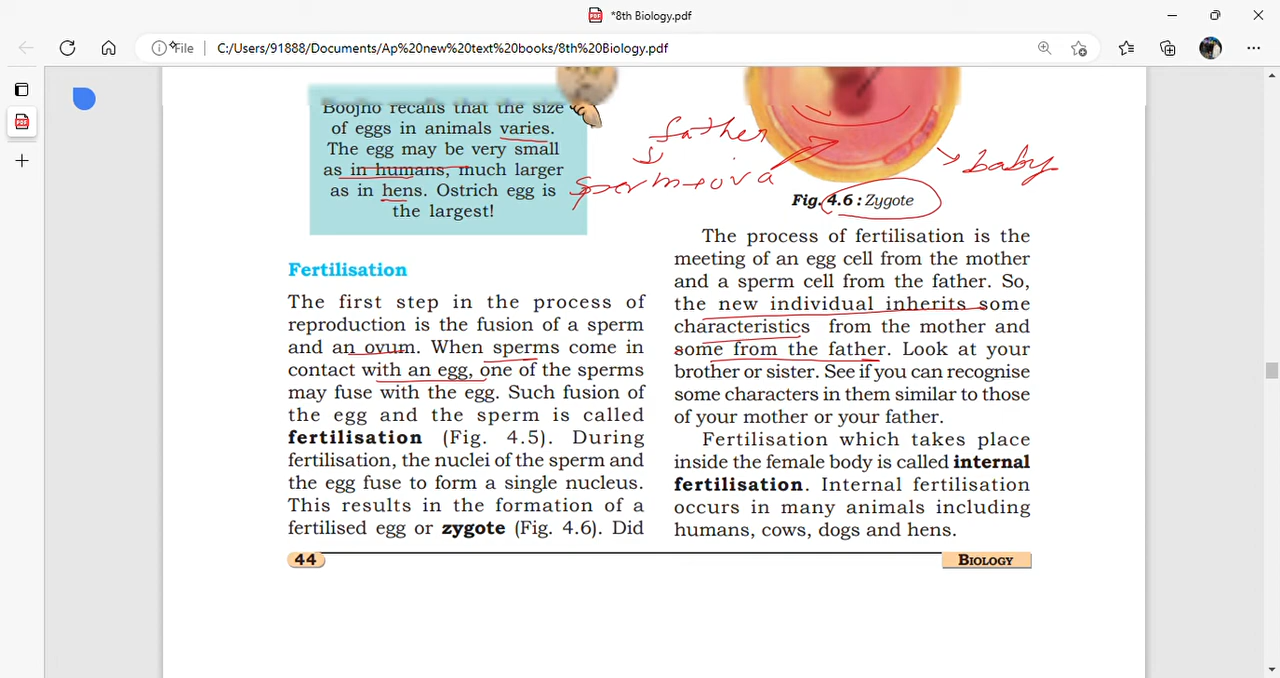 *8th Biology.pdf
File
C:/Users/91888/Documents/Ap%20new%20text%20books/8th%20Biology.pdf
Boojho recalls that the size
of eggs in animals varies.
The egg may be very small
as in humans, much larger
as in hens. Ostrich egg is
the largest!
father
sperm + ova
baby
Fig. 4.6 : Zygote
Fertilisation
The first step in the process of
reproduction is the fusion of a sperm
and an ovum. When sperms come in
contact with an egg, one of the sperms
may fuse with the egg. Such fusion of
the egg and the sperm is called
fertilisation (Fig. 4.5). During
fertilisation, the nuclei of the sperm and
the egg fuse to form a single nucleus.
This results in the formation of a
fertilised egg or zygote (Fig. 4.6). Did
The process of fertilisation is the
meeting of an egg cell from the mother
and a sperm cell from the father. So,
the new individual inherits some
characteristics from the mother and
some from the father. Look at your
brother or sister. See if you can recognise
some characters in them similar to those
of your mother or your father.
Fertilisation which takes place
inside the female body is called internal
fertilisation. Internal fertilisation
occurs in many animals including
humans, cows, dogs and hens.
44
BIOLOGY